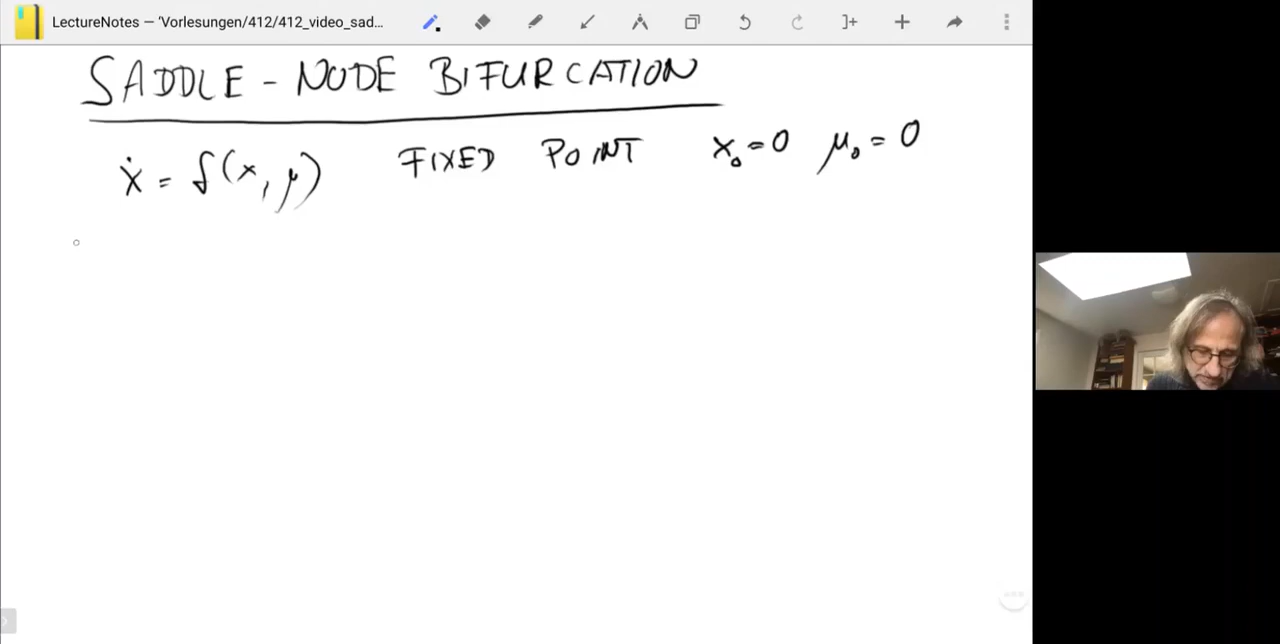 LectureNotes — 'Vorlesungen/412/412_video_sad...
SADDLE-NODE BIFURCATION
ẋ = f(x, μ) FIXED POINT x₀=0 μ₀=0